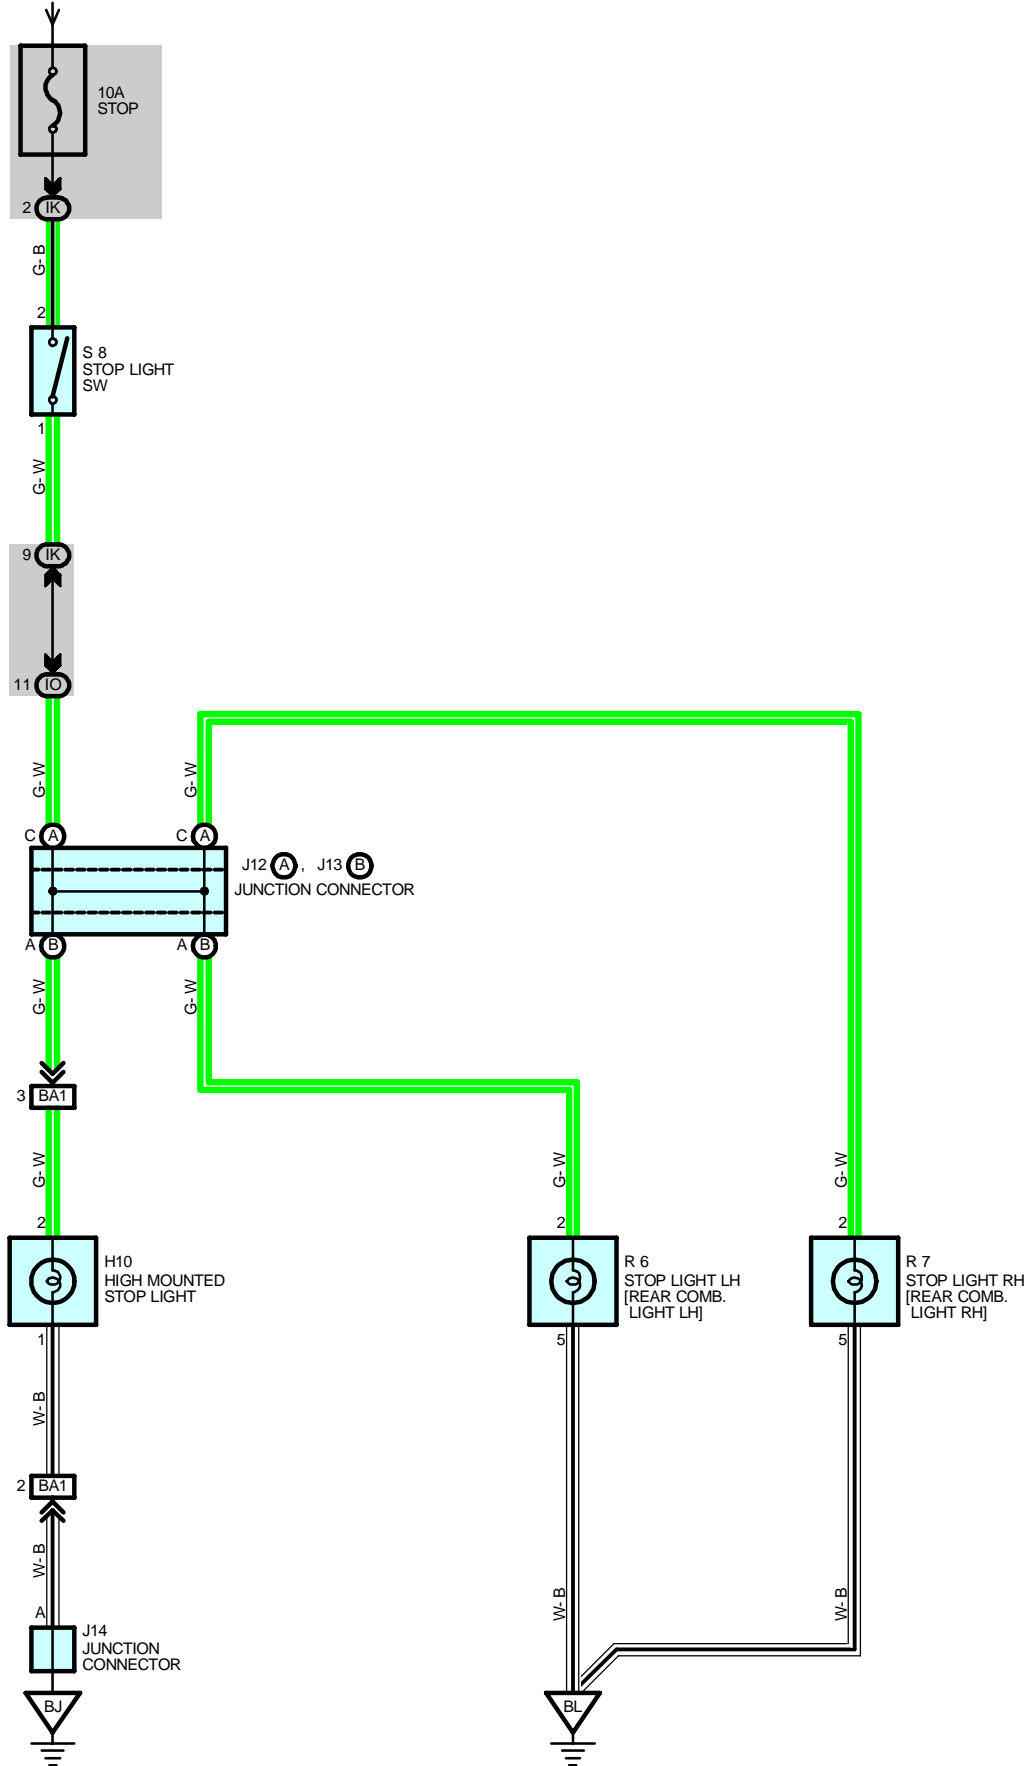 10A
STOP
2 IK
G-B
2
S 8
STOP LIGHT
SW
1
G-W
9 IK
11 IO
G-W
G-W
C A
C A
J12 A , J13 B
JUNCTION CONNECTOR
A B
A B
G-W
G-W
3 BA1
G-W
G-W
G-W
2
2
2
H10
HIGH MOUNTED
STOP LIGHT
R 6
STOP LIGHT LH
[REAR COMB.
LIGHT LH]
R 7
STOP LIGHT RH
[REAR COMB.
LIGHT RH]
1
5
5
W-B
2 BA1
W-B
W-B
W-B
A
J14
JUNCTION
CONNECTOR
BJ
BL